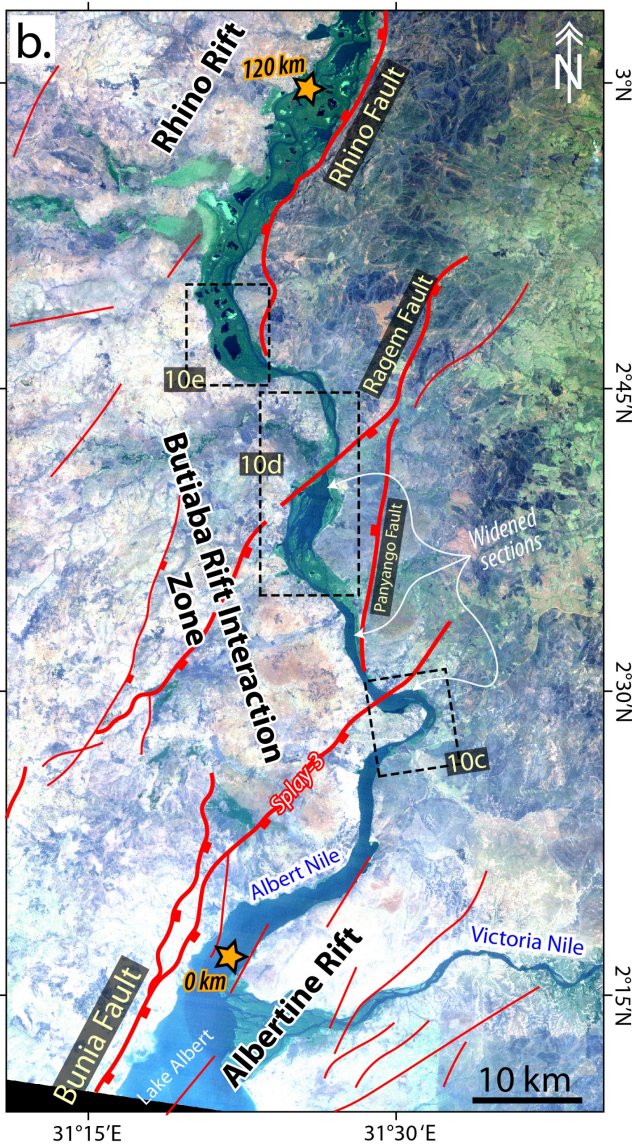 b.
N
Rhino Rift
120 km
Rhino Fault
3°N
Ragem Fault
10e
2°45'N
10d
Butiaba Rift Interaction
Zone
Widened
sections
Panyango Fault
2°30'N
10c
Splay-3
Albert Nile
Victoria Nile
0 km
Albertine Rift
2°15'N
Bunia Fault
Lake Albert
10 km
31°15'E
31°30'E